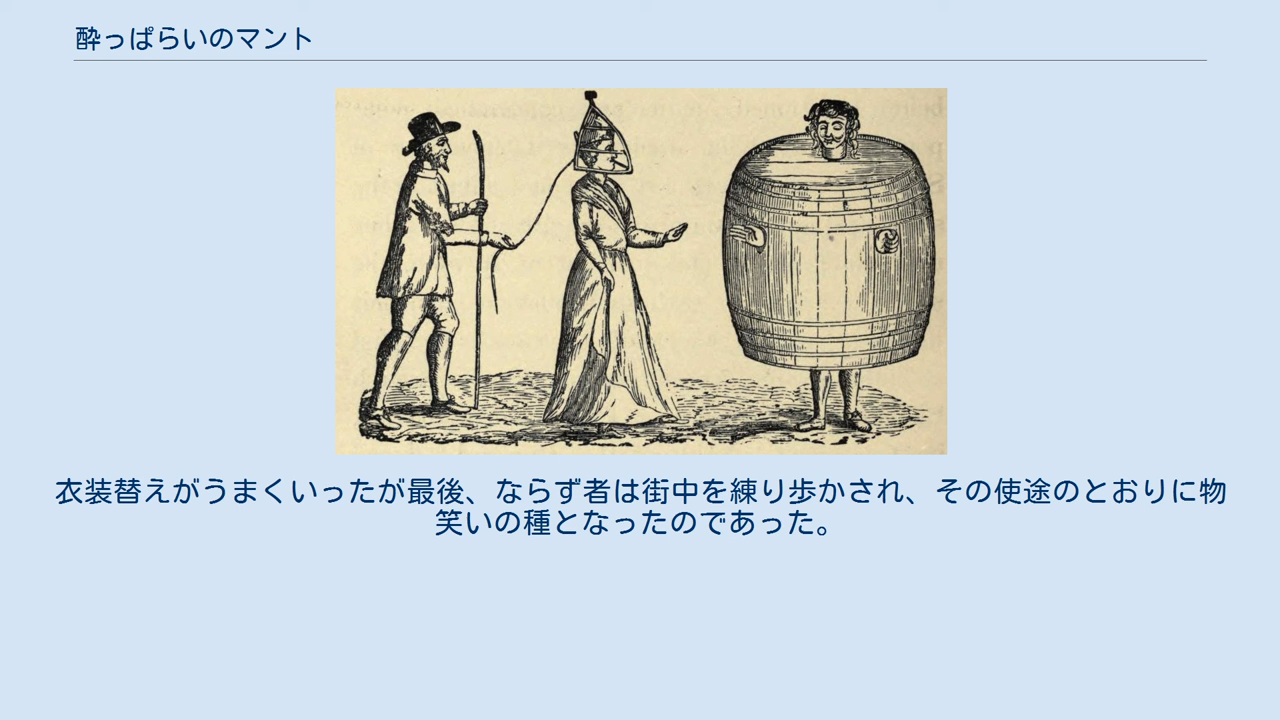 酔っぱらいのマント
衣装替えがうまくいったが最後、ならず者は街中を練り歩かされ、その使途のとおりに物
笑いの種となったのであった。